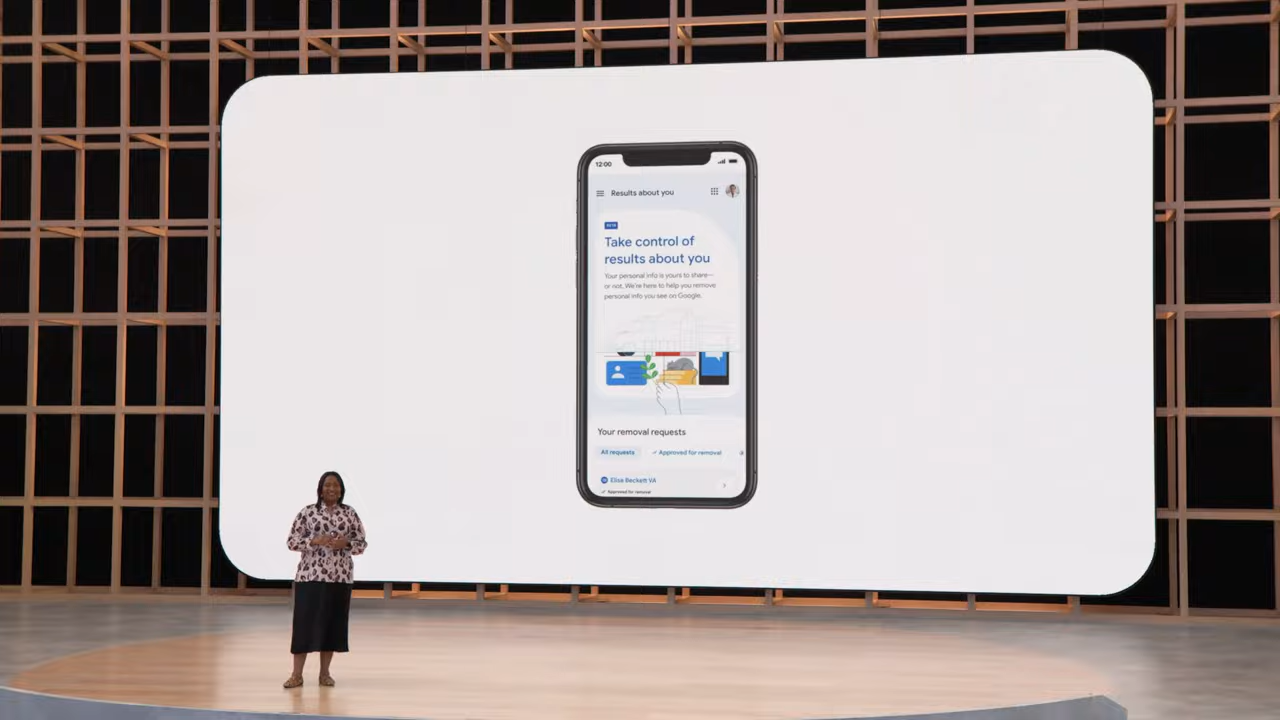 12:00
Results about you
BETA
Take control of
results about you
Your personal info is yours to share—
or not. We're here to help you remove
personal info you see on Google.
Your removal requests
All requests
✓ Approved for removal
Elisa Beckett VA
✓ Approved for removal